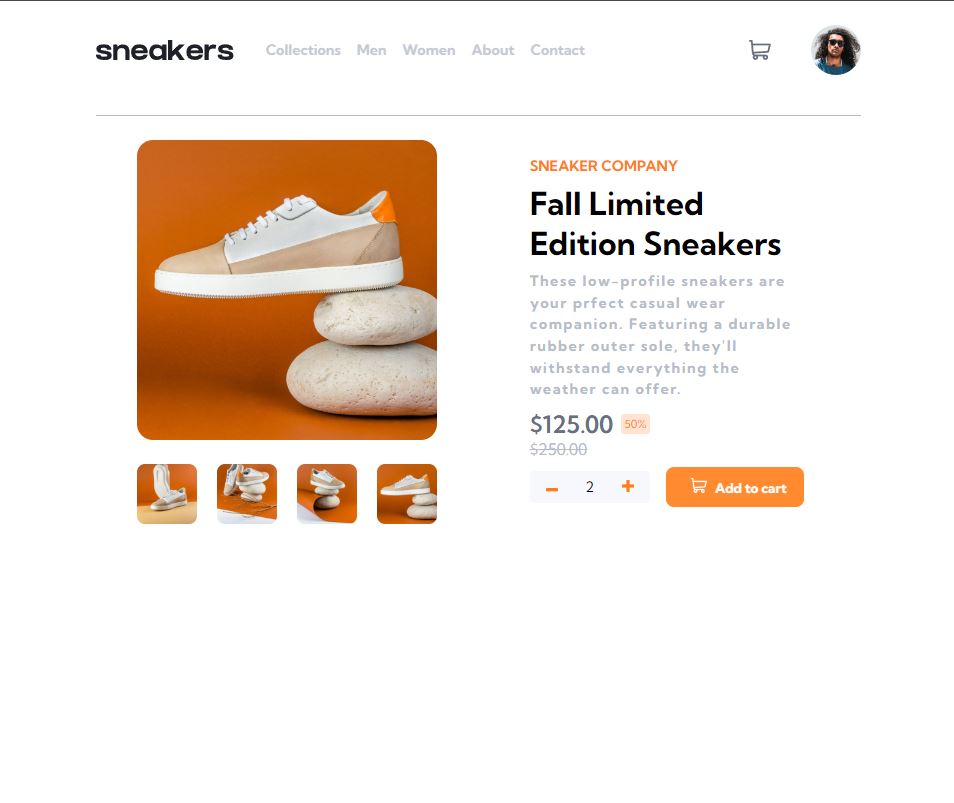 sneakers Collections Men Women About Contact
SNEAKER COMPANY
Fall Limited
Edition Sneakers
These low-profile sneakers are
your prfect casual wear
companion. Featuring a durable
rubber outer sole, they'll
withstand everything the
weather can offer.
$125.00 50%
$250.00
2 Add to cart